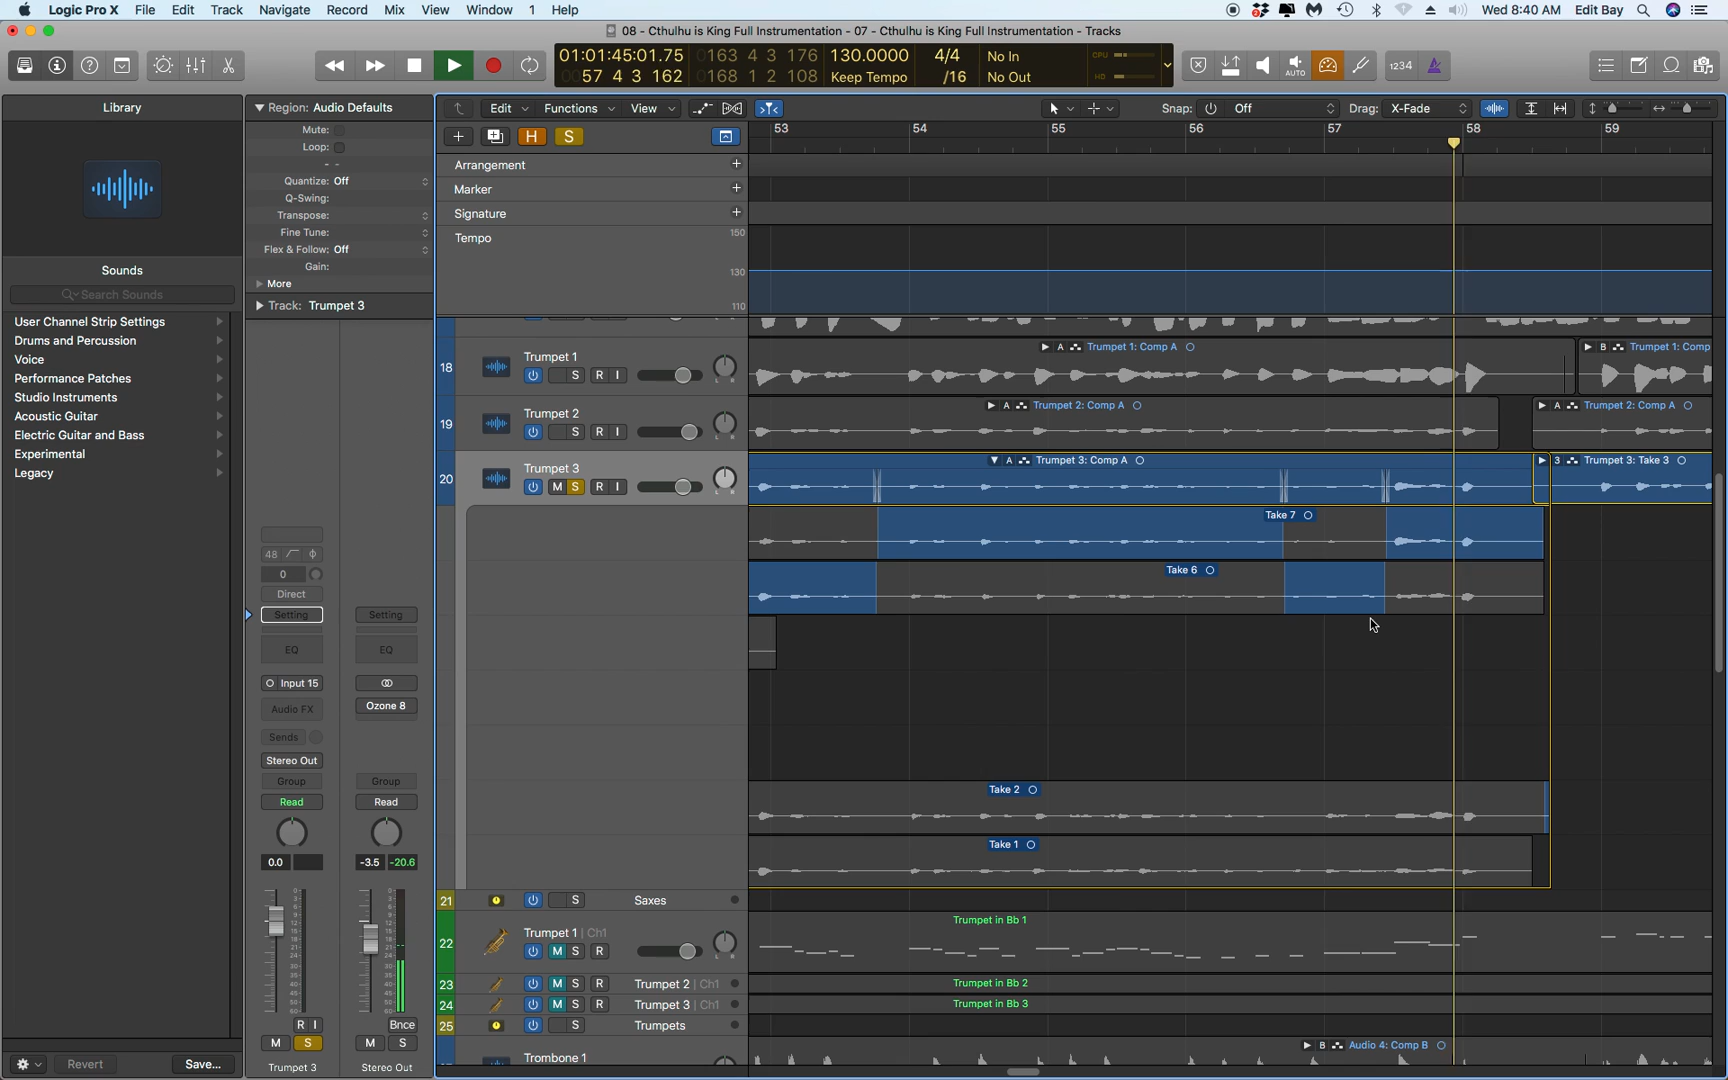 Logic Pro X File Edit Track Navigate Record Mix View Window 1 Help
Wed 8:40 AM Edit Bay
08 - Cthulhu is King Full Instrumentation - 07 - Cthulhu is King Full Instrumentation - Tracks
01:01:45:01.75 0163 4 3 176 130.0000 4/4 No In CPU
0057 4 3 162 0168 1 2 108 Keep Tempo /16 No Out HD
AUTO 1234
Library
Region: Audio Defaults
Edit Functions View
Snap: Off Drag: X-Fade
Mute:
Loop:
Quantize: Off
Q-Swing:
Transpose:
Fine Tune:
Flex & Follow: Off
Gain:
More
Track: Trumpet 3
H S
53 54 55 56 57 58 59
Arrangement
Marker
Signature
Tempo
150
130
110
Sounds
Search Sounds
User Channel Strip Settings
Drums and Percussion
Voice
Performance Patches
Studio Instruments
Acoustic Guitar
Electric Guitar and Bass
Experimental
Legacy
18 Trumpet 1
S R I
A Trumpet 1: Comp A
B Trumpet 1: Comp
19 Trumpet 2
S R I
A Trumpet 2: Comp A
A Trumpet 2: Comp A
20 Trumpet 3
M S R I
A Trumpet 3: Comp A
3 Trumpet 3: Take 3
Take 7
Take 6
Take 2
Take 1
48
0
Direct
Setting Setting
EQ EQ
Input 15
Audio FX Ozone 8
Sends
Stereo Out
Group Group
Read Read
0.0 -3.5 -20.6
R I Bnce
M S M S
Trumpet 3 Stereo Out
21 S Saxes
22 Trumpet 1 | Ch1
M S R
Trumpet in Bb 1
23 M S R Trumpet 2 | Ch1
Trumpet in Bb 2
24 M S R Trumpet 3 | Ch1
Trumpet in Bb 3
25 S Trumpets
Trombone 1
B Audio 4: Comp B
Revert Save...